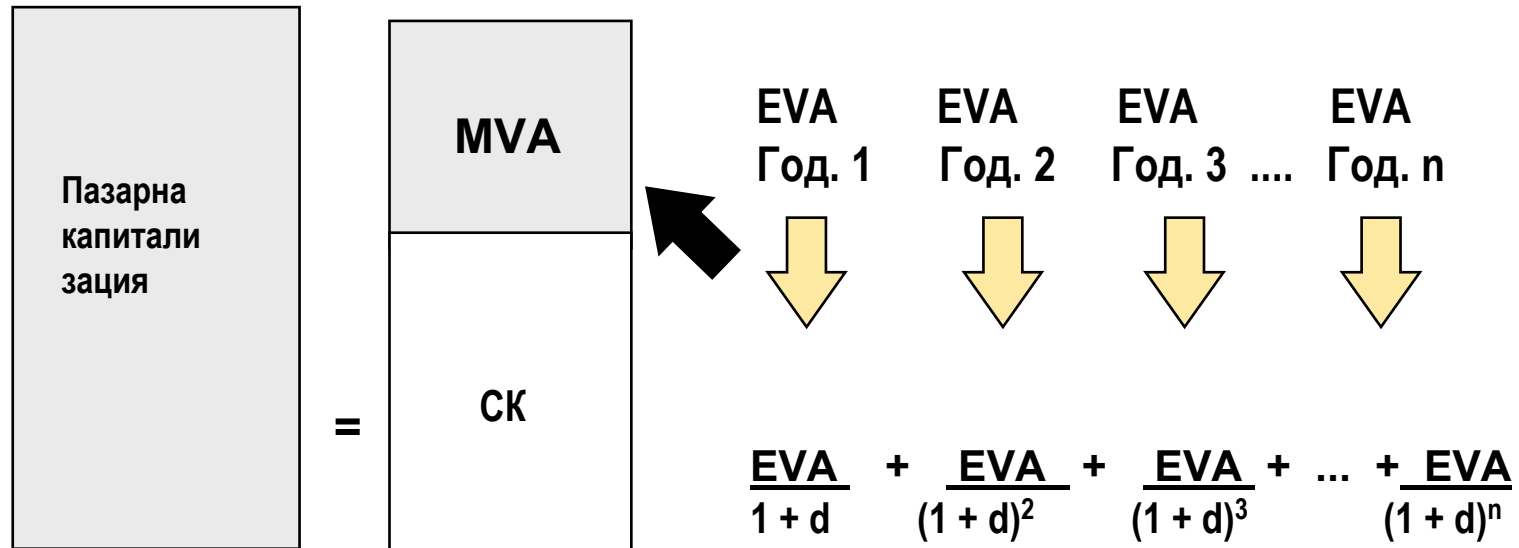 Пазарна
капитали
зация
=
MVA
СК
EVA EVA EVA EVA
Год. 1 Год. 2 Год. 3 .... Год. n
EVA + EVA + EVA + ... + EVA
1 + d (1 + d)² (1 + d)³ (1 + d)ⁿ